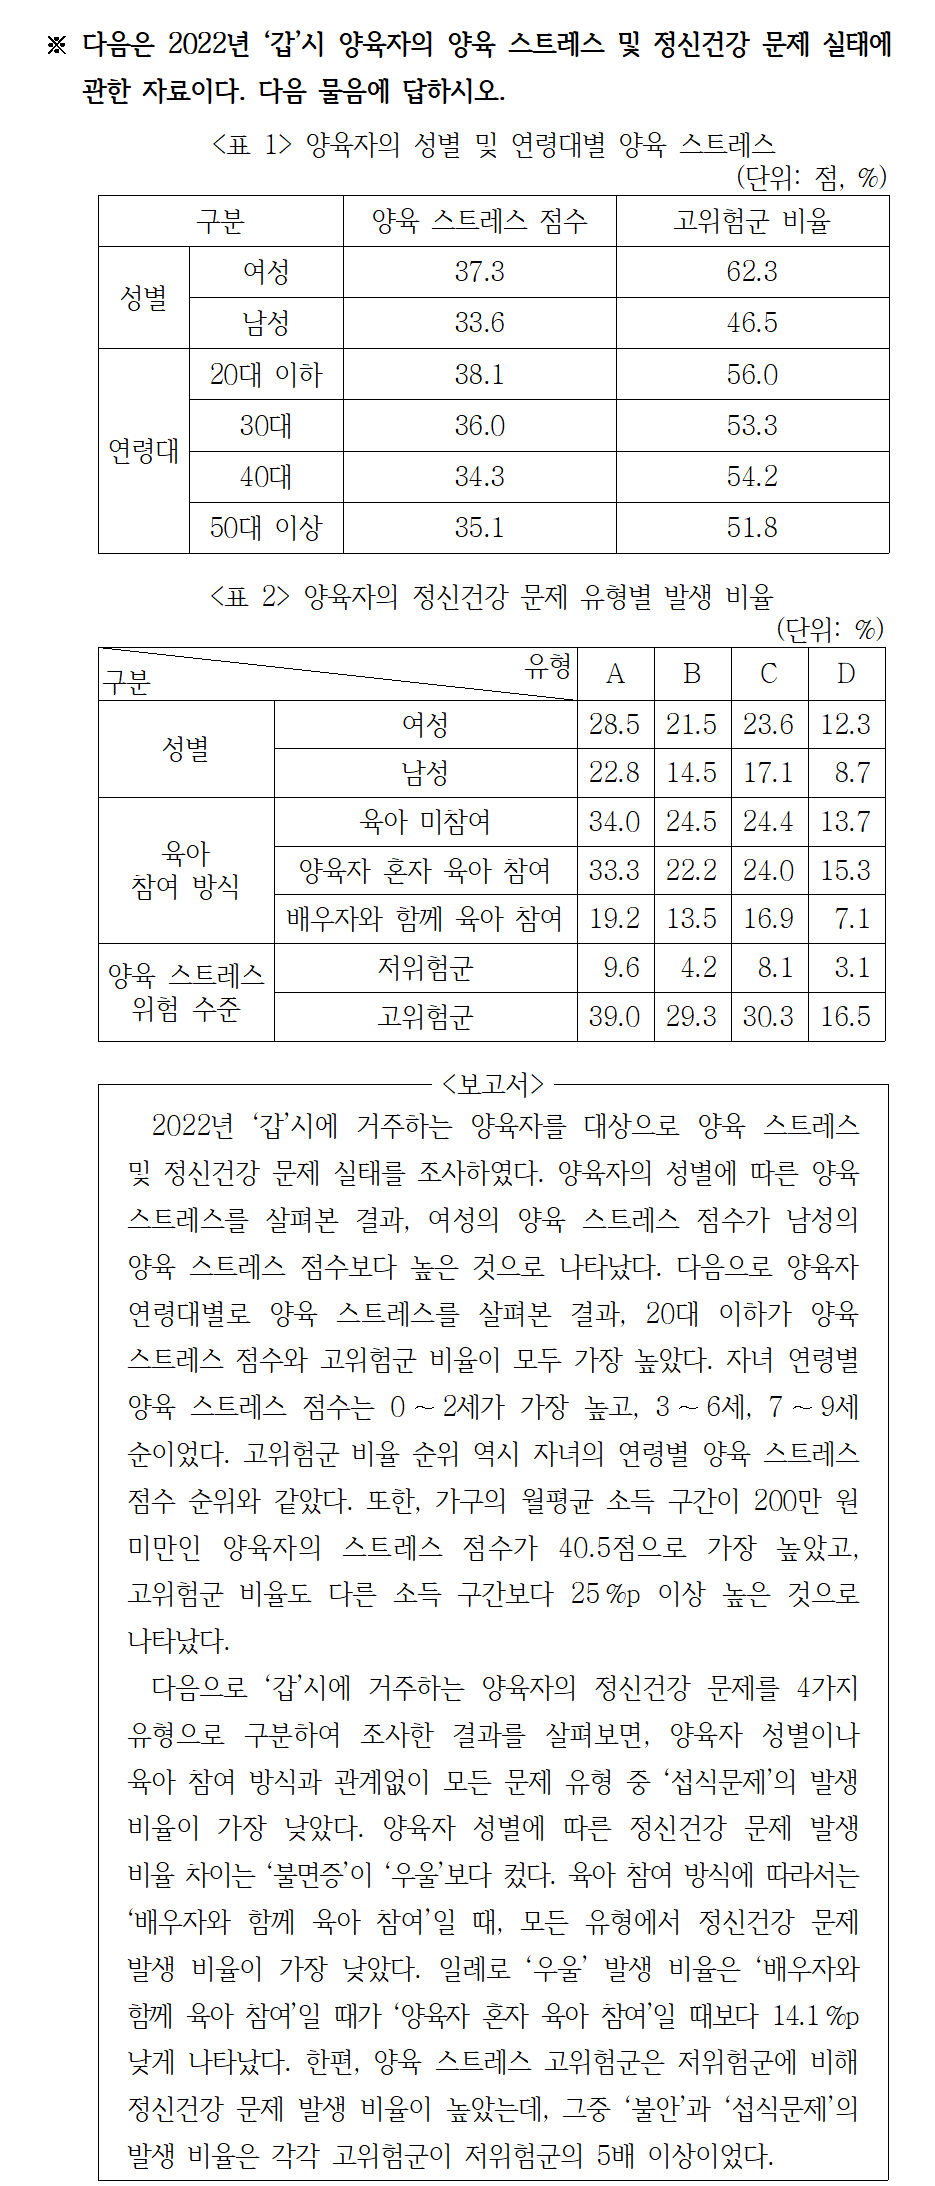 ※ 다음은 2022년 ‘갑’시 양육자의 양육 스트레스 및 정신건강 문제 실태에
관한 자료이다. 다음 물음에 답하시오.
<표 1> 양육자의 성별 및 연령대별 양육 스트레스
(단위: 점, %)
구분 양육 스트레스 점수 고위험군 비율
성별 여성 37.3 62.3
남성 33.6 46.5
연령대 20대 이하 38.1 56.0
30대 36.0 53.3
40대 34.3 54.2
50대 이상 35.1 51.8
<표 2> 양육자의 정신건강 문제 유형별 발생 비율
(단위: %)
구분 유형 A B C D
성별 여성 28.5 21.5 23.6 12.3
남성 22.8 14.5 17.1 8.7
육아 참여 방식 육아 미참여 34.0 24.5 24.4 13.7
양육자 혼자 육아 참여 33.3 22.2 24.0 15.3
배우자와 함께 육아 참여 19.2 13.5 16.9 7.1
양육 스트레스 위험 수준 저위험군 9.6 4.2 8.1 3.1
고위험군 39.0 29.3 30.3 16.5
<보고서>
2022년 ‘갑’시에 거주하는 양육자를 대상으로 양육 스트레스
및 정신건강 문제 실태를 조사하였다. 양육자의 성별에 따른 양육
스트레스를 살펴본 결과, 여성의 양육 스트레스 점수가 남성의
양육 스트레스 점수보다 높은 것으로 나타났다. 다음으로 양육자
연령대별로 양육 스트레스를 살펴본 결과, 20대 이하가 양육
스트레스 점수와 고위험군 비율이 모두 가장 높았다. 자녀 연령별
양육 스트레스 점수는 0∼2세가 가장 높고, 3∼6세, 7∼9세
순이었다. 고위험군 비율 순위 역시 자녀의 연령별 양육 스트레스
점수 순위와 같았다. 또한, 가구의 월평균 소득 구간이 200만 원
미만인 양육자의 스트레스 점수가 40.5점으로 가장 높았고,
고위험군 비율도 다른 소득 구간보다 25%p 이상 높은 것으로
나타났다.
다음으로 ‘갑’시에 거주하는 양육자의 정신건강 문제를 4가지
유형으로 구분하여 조사한 결과를 살펴보면, 양육자 성별이나
육아 참여 방식과 관계없이 모든 문제 유형 중 ‘섭식문제’의 발생
비율이 가장 낮았다. 양육자 성별에 따른 정신건강 문제 발생
비율 차이는 ‘불면증’이 ‘우울’보다 컸다. 육아 참여 방식에 따라서는
‘배우자와 함께 육아 참여’일 때, 모든 유형에서 정신건강 문제
발생 비율이 가장 낮았다. 일례로 ‘우울’ 발생 비율은 ‘배우자와
함께 육아 참여’일 때가 ‘양육자 혼자 육아 참여’일 때보다 14.1%p
낮게 나타났다. 한편, 양육 스트레스 고위험군은 저위험군에 비해
정신건강 문제 발생 비율이 높았는데, 그중 ‘불안’과 ‘섭식문제’의
발생 비율은 각각 고위험군이 저위험군의 5배 이상이었다.